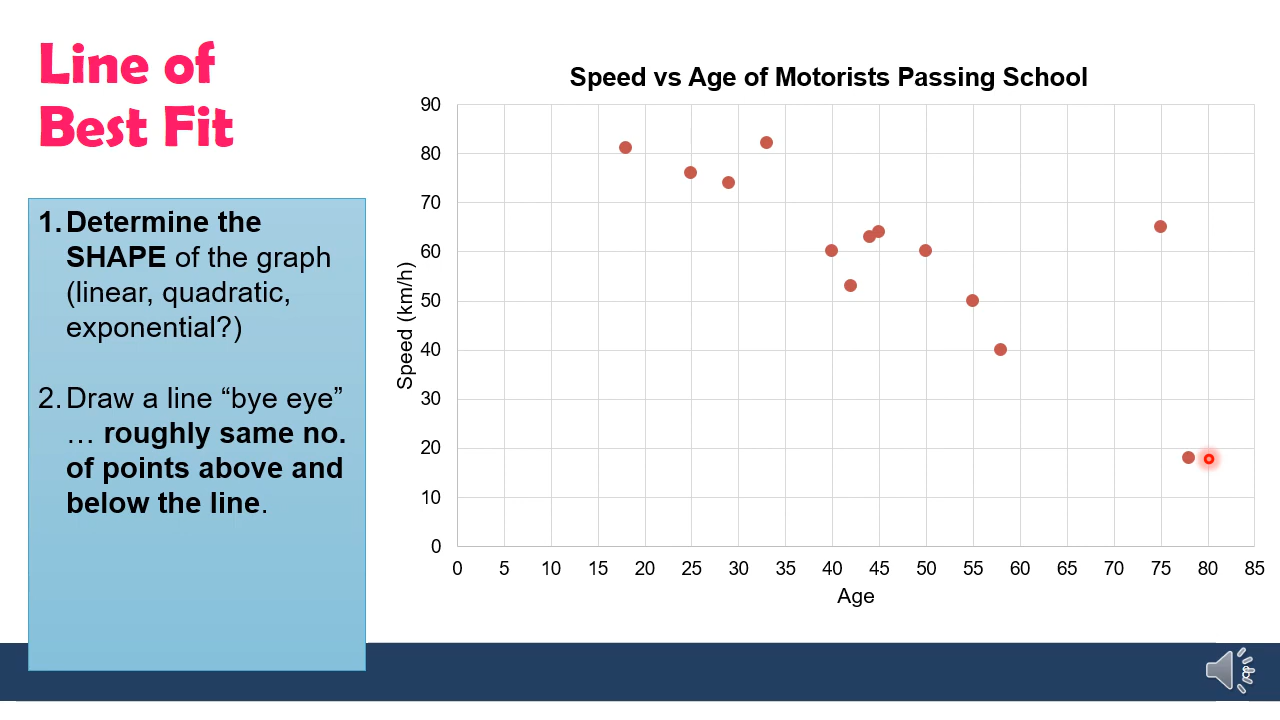 Line of
Best Fit
1. Determine the
SHAPE of the graph
(linear, quadratic,
exponential?)
2. Draw a line “bye eye”
… roughly same no.
of points above and
below the line.
Speed vs Age of Motorists Passing School
90
80
70
60
50
40
30
20
10
0
Speed (km/h)
0 5 10 15 20 25 30 35 40 45 50 55 60 65 70 75 80 85
Age